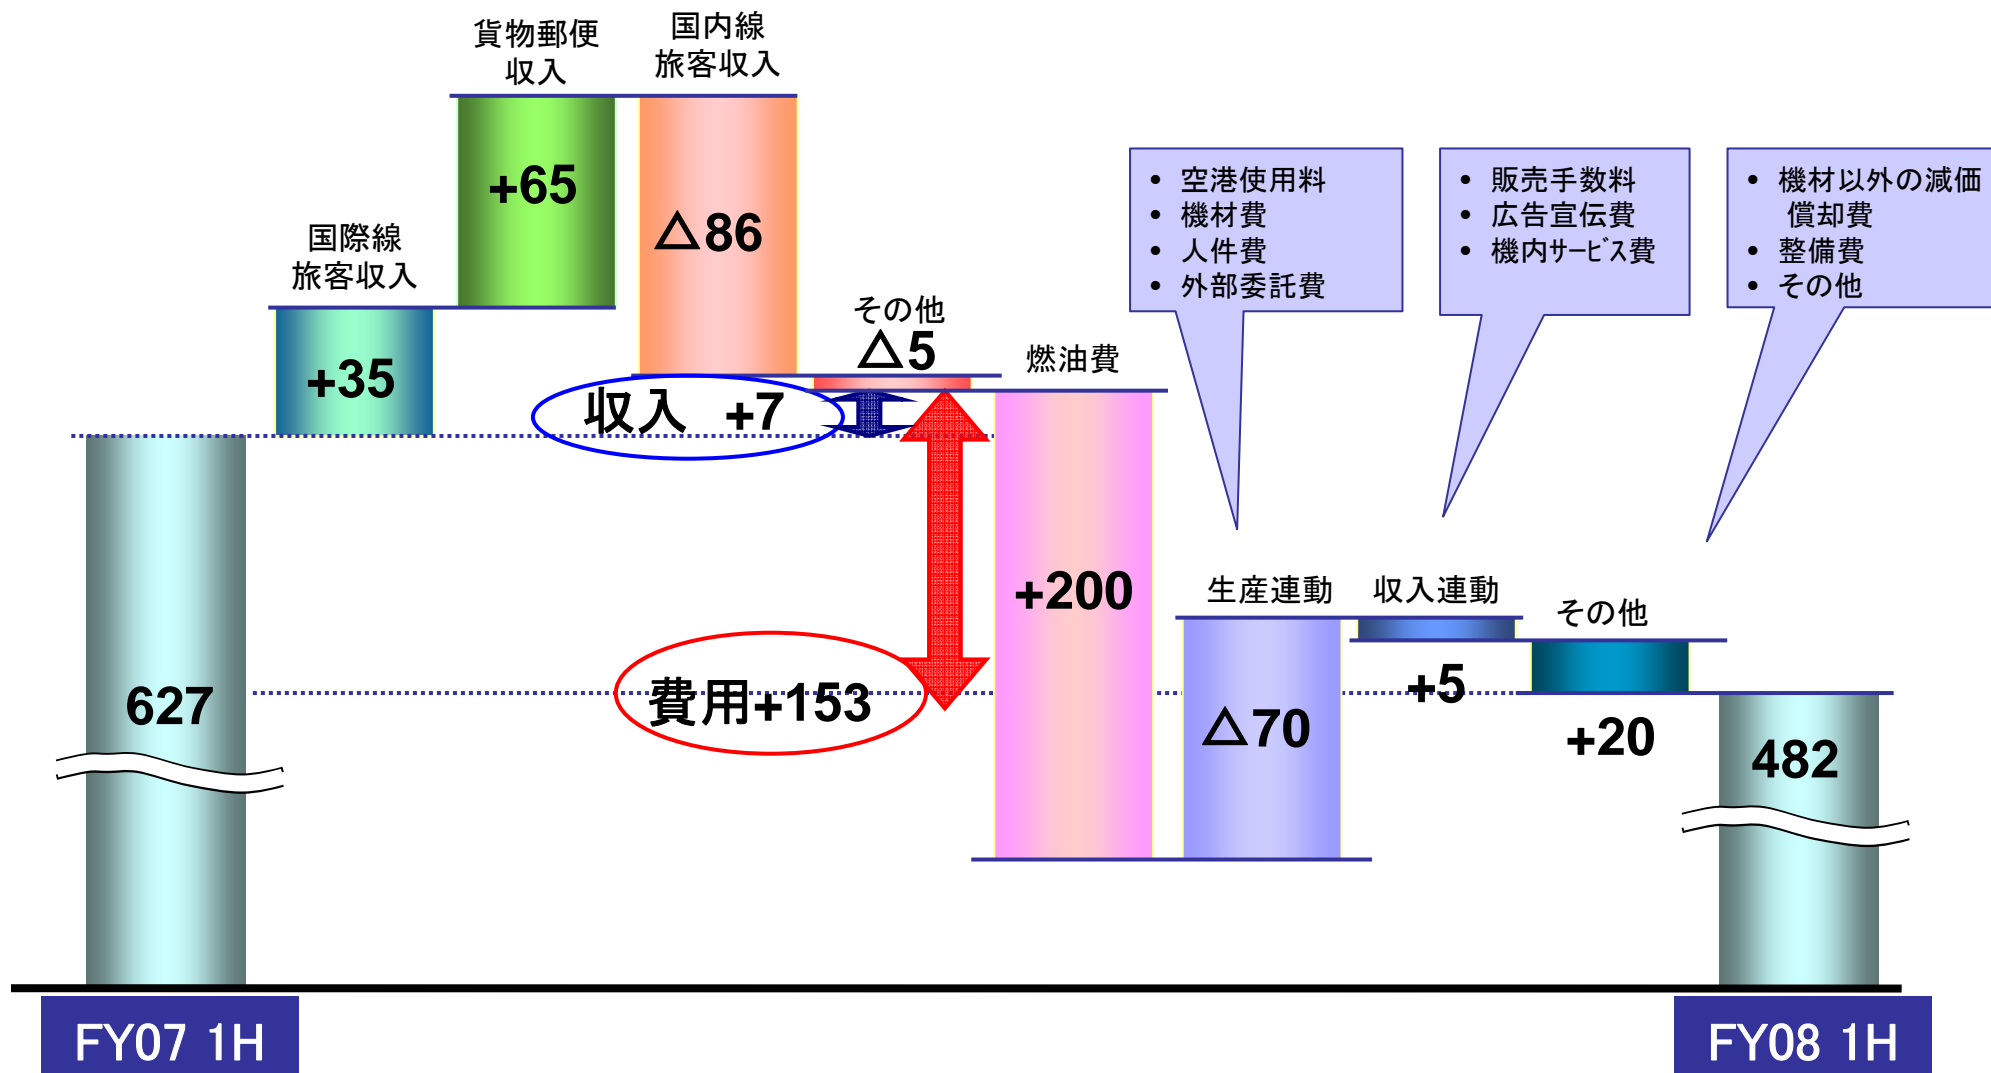 貨物郵便
収入
国内線
旅客収入
+65
△86
国際線
旅客収入
+35
その他
△5
収入 +7
燃油費
+200
• 空港使用料
• 機材費
• 人件費
• 外部委託費
• 販売手数料
• 広告宣伝費
• 機内ｻｰﾋﾞｽ費
• 機材以外の減価
償却費
• 整備費
• その他
生産連動
収入連動
その他
627
費用+153
△70
+5
+20
482
FY07 1H
FY08 1H